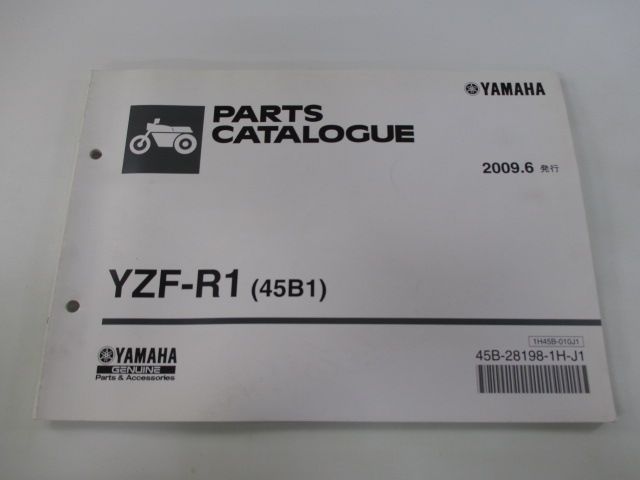 PARTS
CATALOGUE
YAMAHA
2009.6 発行
YZF-R1 (45B1)
YAMAHA
GENUINE
Parts & Accessories
1H45B-010J1
45B-28198-1H-J1